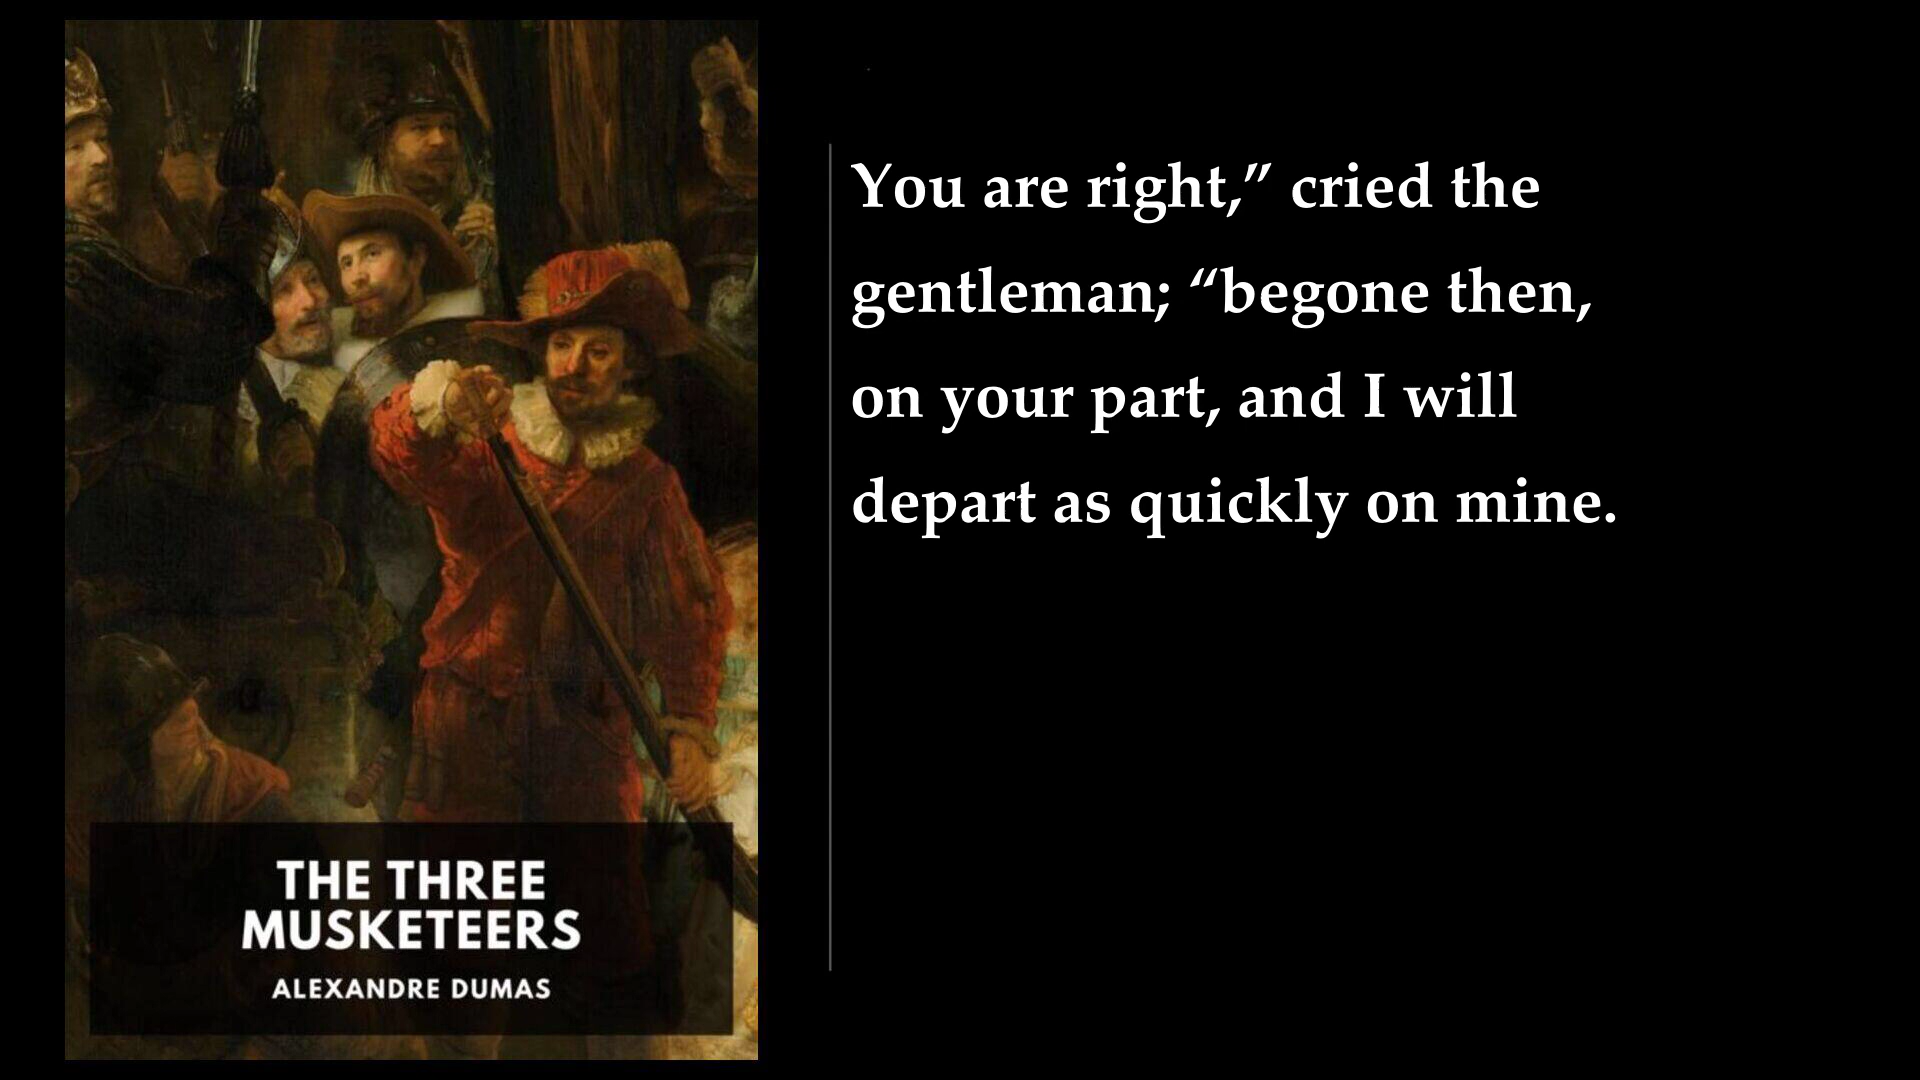 You are right,” cried the
gentleman; “begone then,
on your part, and I will
depart as quickly on mine.
THE THREE
MUSKETEERS
ALEXANDRE DUMAS